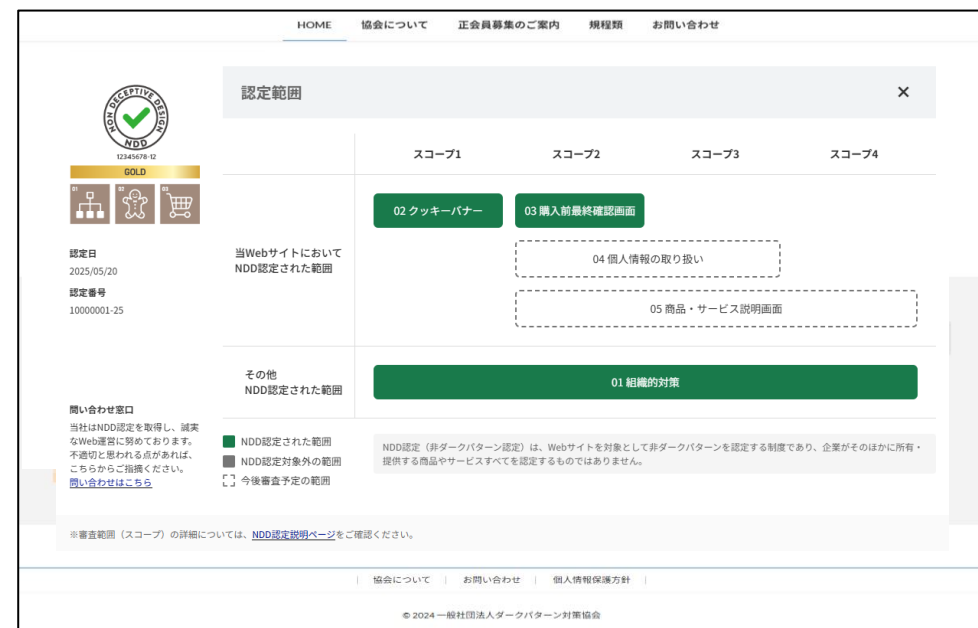 HOME 協会について 正会員募集のご案内 規程類 お問い合わせ
NON DECEPTIVE DESIGN
NDD
12345678-12
GOLD
01 02 03
認定日
2025/05/20
認定番号
10000001-25
問い合わせ窓口
当社はNDD認定を取得し、誠実
なWeb運営に努めております。
不適切と思われる点があれば、
こちらからご指摘ください。
問い合わせはこちら
認定範囲 ×
スコープ1 スコープ2 スコープ3 スコープ4
当Webサイトにおいて
NDD認定された範囲
02 クッキーバナー 03 購入前最終確認画面
04 個人情報の取り扱い
05 商品・サービス説明画面
その他
NDD認定された範囲
01 組織的対策
NDD認定された範囲
NDD認定対象外の範囲
今後審査予定の範囲
NDD認定（非ダークパターン認定）は、Webサイトを対象として非ダークパターンを認定する制度であり、企業がそのほかに所有・
提供する商品やサービスすべてを認定するものではありません。
※審査範囲（スコープ）の詳細については、NDD認定説明ページをご確認ください。
協会について お問い合わせ 個人情報保護方針
© 2024 一般社団法人ダークパターン対策協会